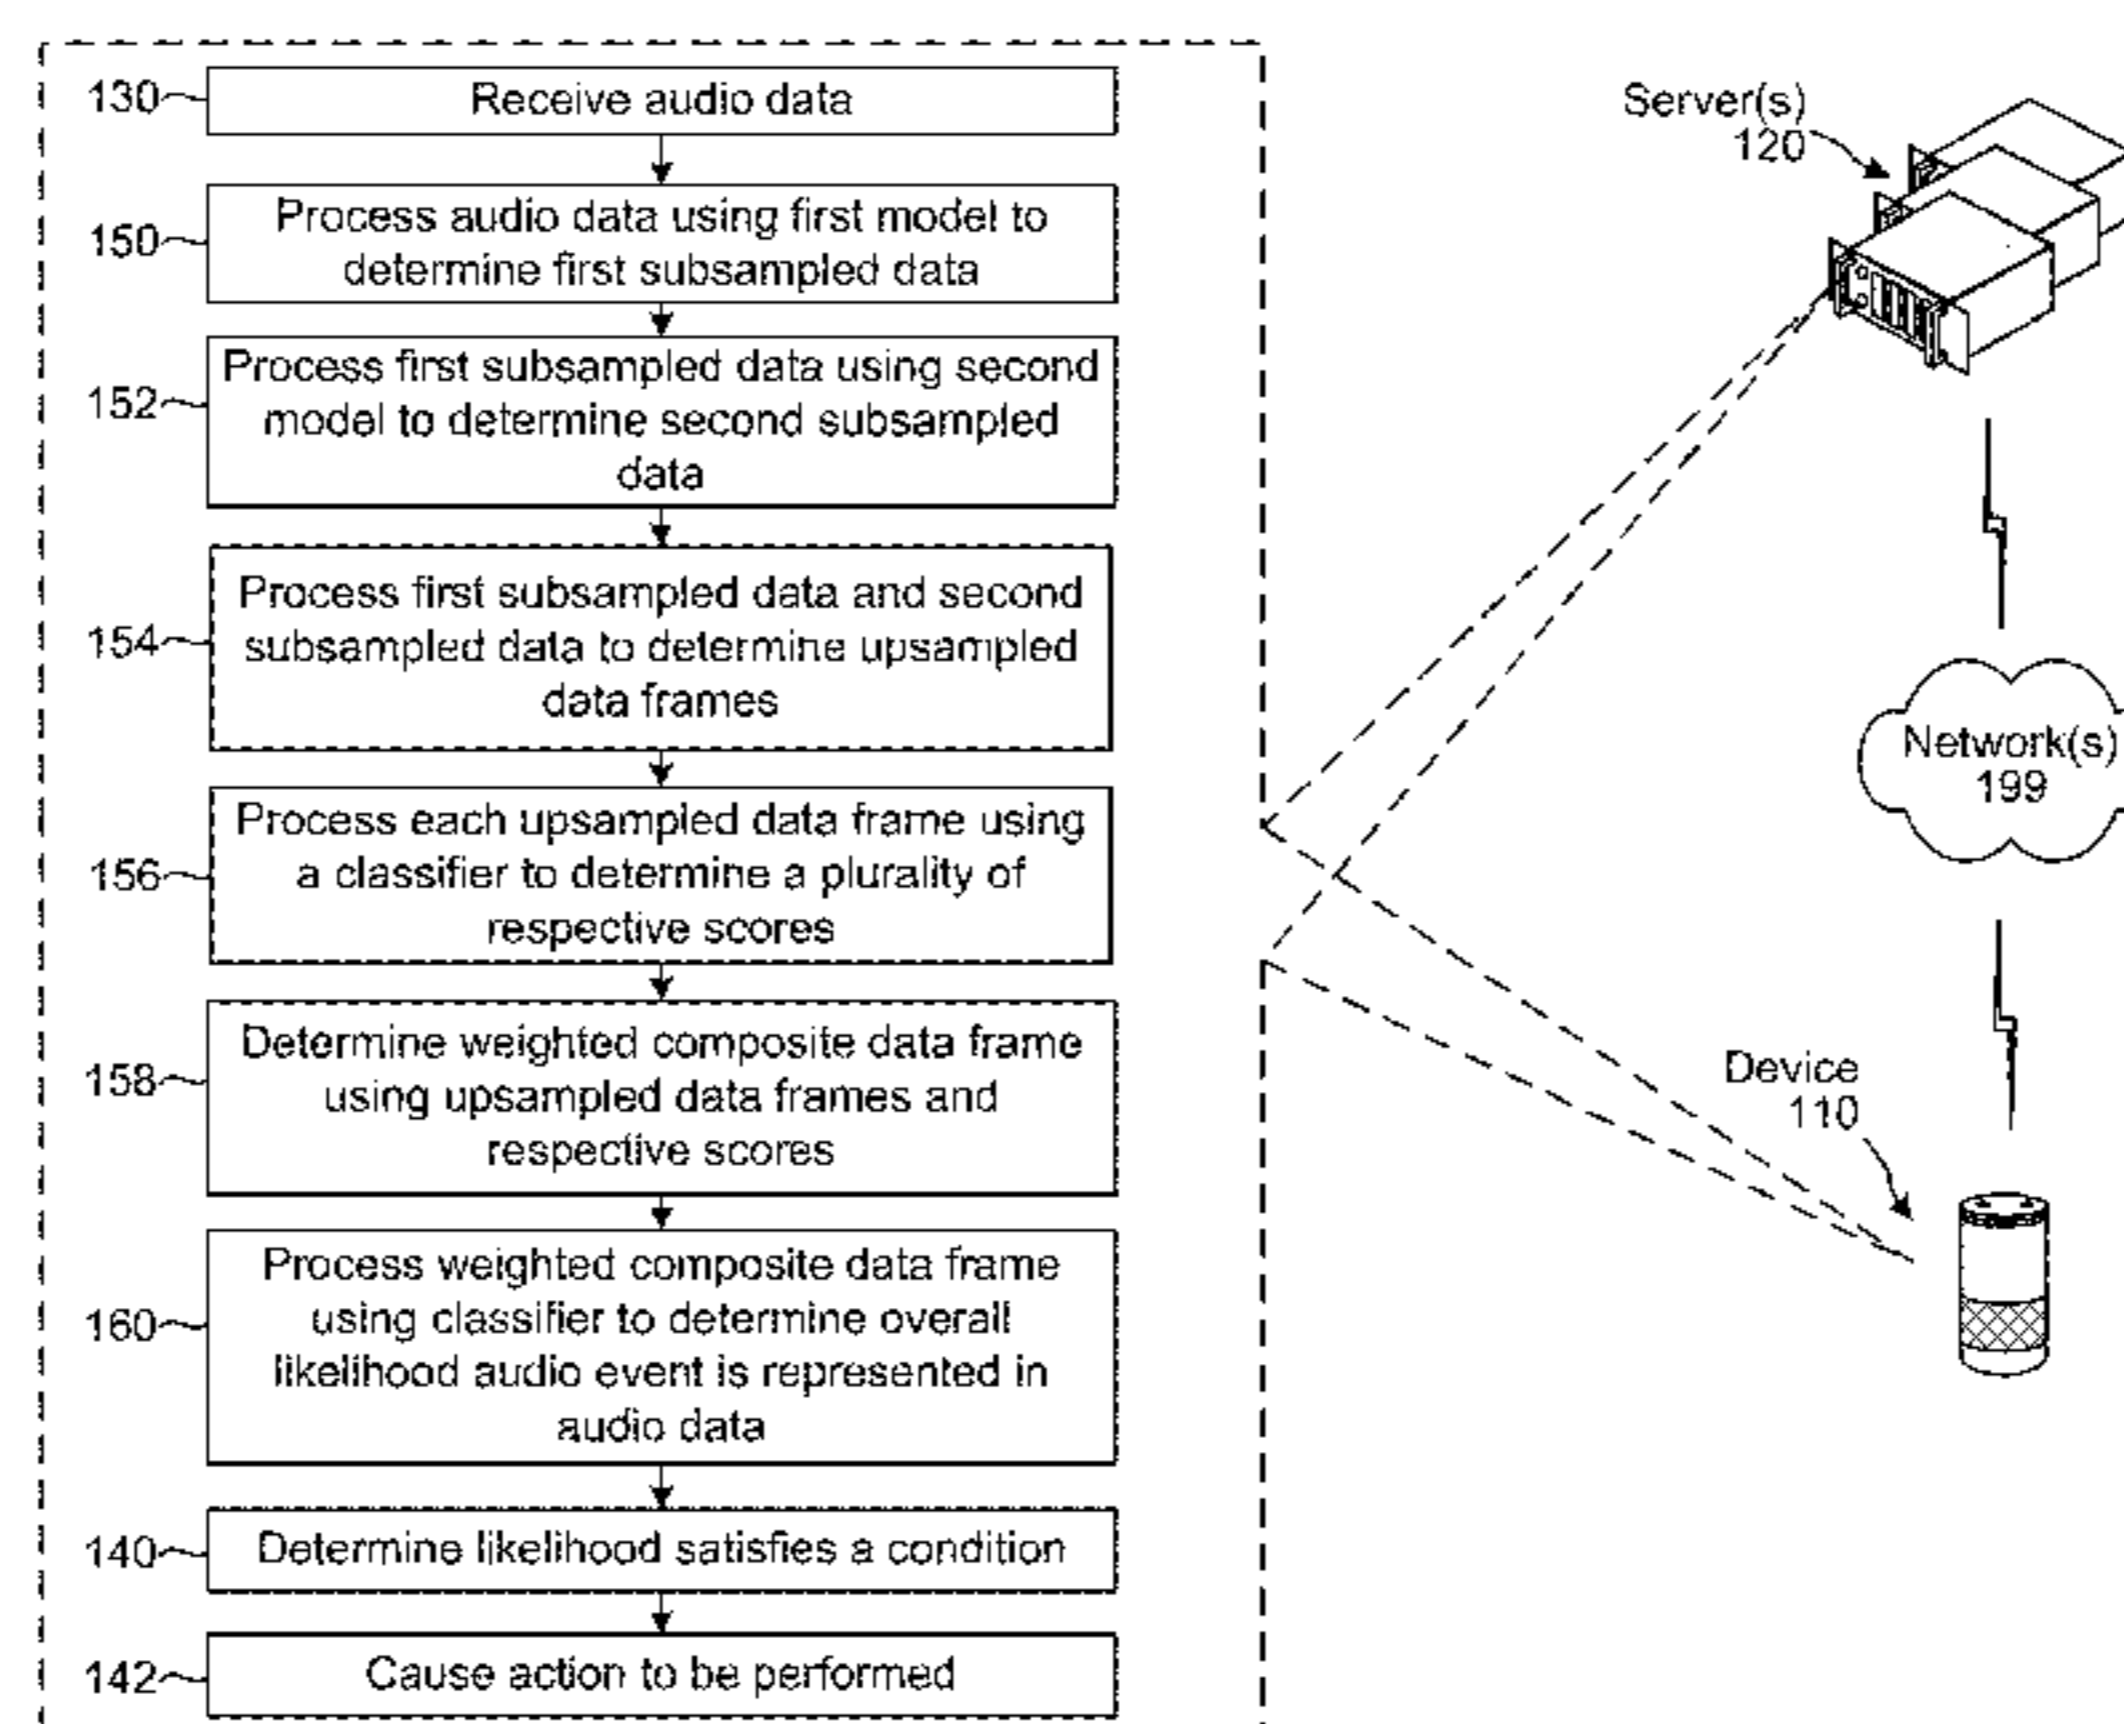 130
Receive audio data
150
Process audio data using first model to
determine first subsampled data
152
Process first subsampled data using second
model to determine second subsampled
data
154
Process first subsampled data and second
subsampled data to determine upsampled
data frames
156
Process each upsampled data frame using
a classifier to determine a plurality of
respective scores
158
Determine weighted composite data frame
using upsampled data frames and
respective scores
160
Process weighted composite data frame
using classifier to determine overall
likelihood audio event is represented in
audio data
140
Determine likelihood satisfies a condition
142
Cause action to be performed
Server(s)
120
Network(s)
199
Device
110